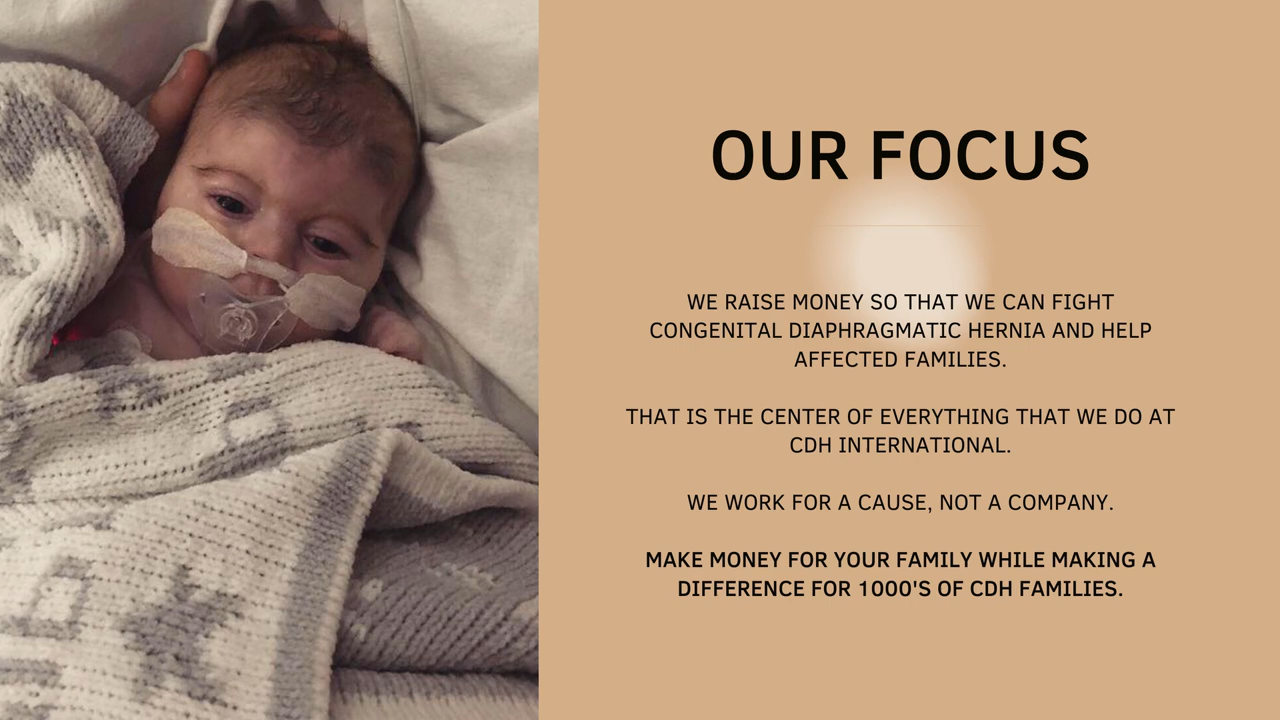 OUR FOCUS
WE RAISE MONEY SO THAT WE CAN FIGHT
CONGENITAL DIAPHRAGMATIC HERNIA AND HELP
AFFECTED FAMILIES.
THAT IS THE CENTER OF EVERYTHING THAT WE DO AT
CDH INTERNATIONAL.
WE WORK FOR A CAUSE, NOT A COMPANY.
MAKE MONEY FOR YOUR FAMILY WHILE MAKING A
DIFFERENCE FOR 1000'S OF CDH FAMILIES.